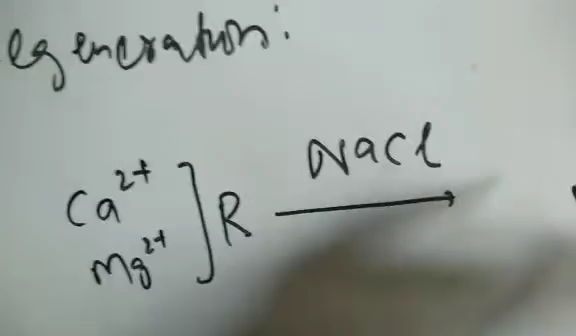 egeneration:
NaCl
Ca²⁺ ] R ⟶
Mg²⁺